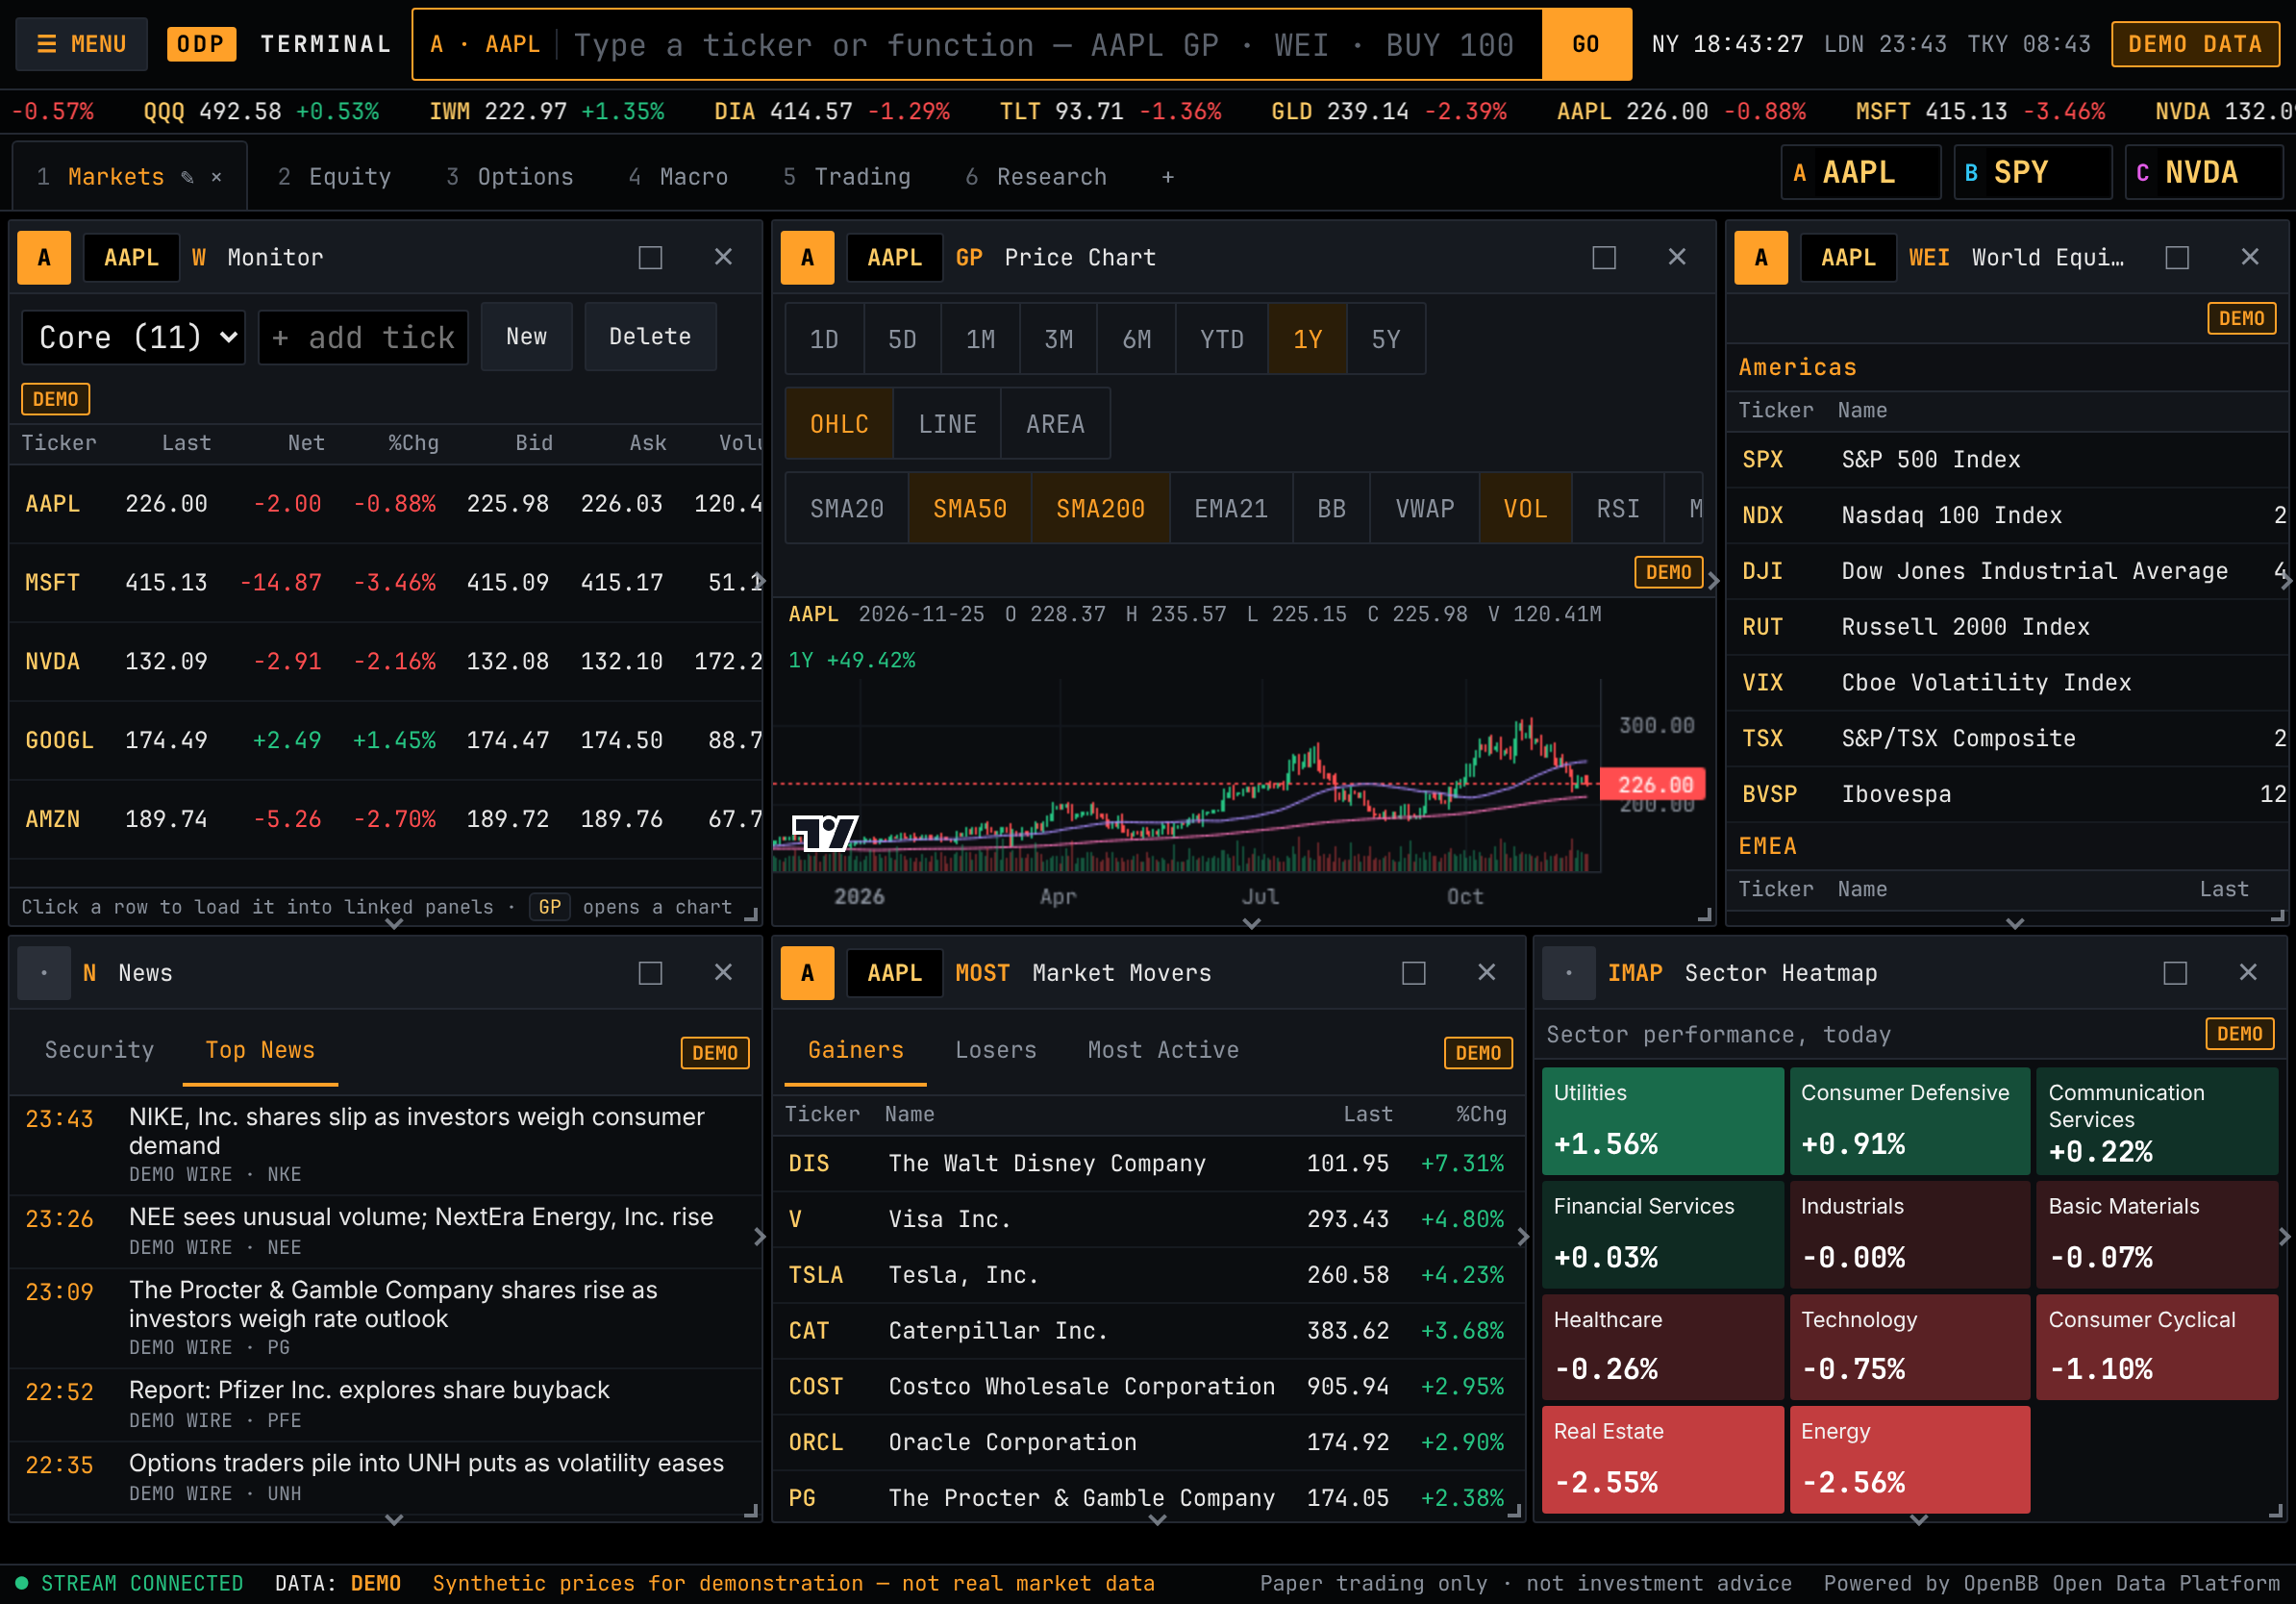 ☰ MENU ODP TERMINAL A · AAPL Type a ticker or function — AAPL GP · WEI · BUY 100 GO NY 18:43:27 LDN 23:43 TKY 08:43 DEMO DATA
-0.57% QQQ 492.58 +0.53% IWM 222.97 +1.35% DIA 414.57 -1.29% TLT 93.71 -1.36% GLD 239.14 -2.39% AAPL 226.00 -0.88% MSFT 415.13 -3.46% NVDA 132.0
1 Markets ✎ × 2 Equity 3 Options 4 Macro 5 Trading 6 Research + A AAPL B SPY C NVDA
A AAPL W Monitor
Core (11) + add tick New Delete
DEMO
Ticker Last Net %Chg Bid Ask Volu
AAPL 226.00 -2.00 -0.88% 225.98 226.03 120.4
MSFT 415.13 -14.87 -3.46% 415.09 415.17 51.1
NVDA 132.09 -2.91 -2.16% 132.08 132.10 172.2
GOOGL 174.49 +2.49 +1.45% 174.47 174.50 88.7
AMZN 189.74 -5.26 -2.70% 189.72 189.76 67.7
Click a row to load it into linked panels · GP opens a chart
A AAPL GP Price Chart
1D 5D 1M 3M 6M YTD 1Y 5Y
OHLC LINE AREA
SMA20 SMA50 SMA200 EMA21 BB VWAP VOL RSI M
DEMO
AAPL 2026-11-25 O 228.37 H 235.57 L 225.15 C 225.98 V 120.41M
1Y +49.42%
300.00
226.00
200.00
2026 Apr Jul Oct
A AAPL WEI World Equi…
DEMO
Americas
Ticker Name
SPX S&P 500 Index
NDX Nasdaq 100 Index 2
DJI Dow Jones Industrial Average 4
RUT Russell 2000 Index
VIX Cboe Volatility Index
TSX S&P/TSX Composite 2
BVSP Ibovespa 12
EMEA
Ticker Name Last
· N News
Security Top News DEMO
23:43 NIKE, Inc. shares slip as investors weigh consumer
demand
DEMO WIRE · NKE
23:26 NEE sees unusual volume; NextEra Energy, Inc. rise
DEMO WIRE · NEE
23:09 The Procter & Gamble Company shares rise as
investors weigh rate outlook
DEMO WIRE · PG
22:52 Report: Pfizer Inc. explores share buyback
DEMO WIRE · PFE
22:35 Options traders pile into UNH puts as volatility eases
DEMO WIRE · UNH
A AAPL MOST Market Movers
Gainers Losers Most Active DEMO
Ticker Name Last %Chg
DIS The Walt Disney Company 101.95 +7.31%
V Visa Inc. 293.43 +4.80%
TSLA Tesla, Inc. 260.58 +4.23%
CAT Caterpillar Inc. 383.62 +3.68%
COST Costco Wholesale Corporation 905.94 +2.95%
ORCL Oracle Corporation 174.92 +2.90%
PG The Procter & Gamble Company 174.05 +2.38%
· IMAP Sector Heatmap
Sector performance, today DEMO
Utilities
+1.56%
Consumer Defensive
+0.91%
Communication
Services
+0.22%
Financial Services
+0.03%
Industrials
-0.00%
Basic Materials
-0.07%
Healthcare
-0.26%
Technology
-0.75%
Consumer Cyclical
-1.10%
Real Estate
-2.55%
Energy
-2.56%
STREAM CONNECTED DATA: DEMO Synthetic prices for demonstration — not real market data Paper trading only · not investment advice Powered by OpenBB Open Data Platform